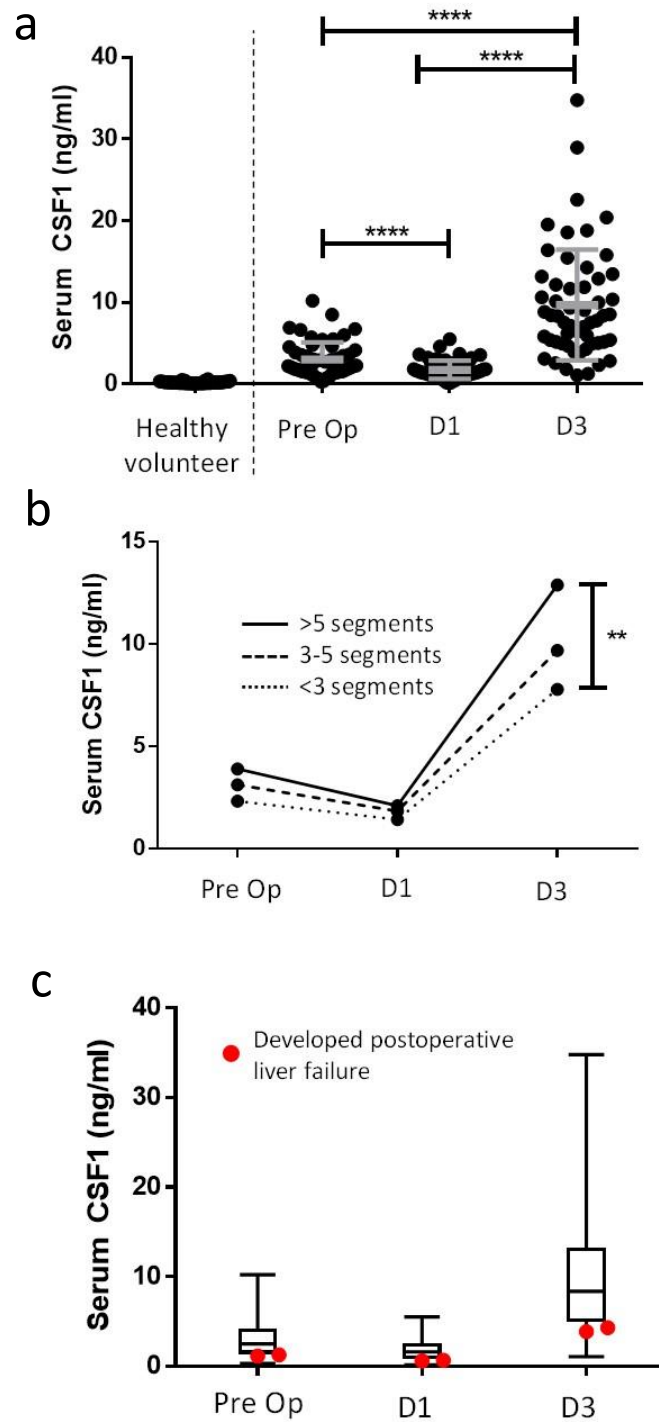 a
****
****
****
40
30
20
10
0
Serum CSF1 (ng/ml)
Healthy
volunteer
Pre Op
D1
D3
b
15
10
5
0
Serum CSF1 (ng/ml)
>5 segments
3-5 segments
<3 segments
**
Pre Op
D1
D3
c
40
30
20
10
0
Serum CSF1 (ng/ml)
Developed postoperative
liver failure
Pre Op
D1
D3